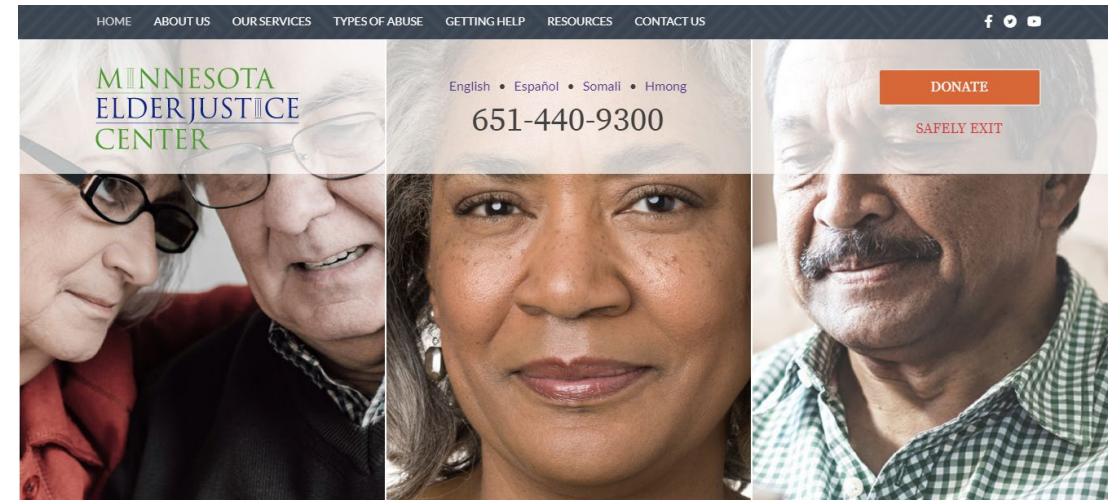 HOME ABOUT US OUR SERVICES TYPES OF ABUSE GETTING HELP RESOURCES CONTACT US
MINNESOTA
ELDER JUSTICE
CENTER
English • Español • Somali • Hmong
651-440-9300
DONATE
SAFELY EXIT